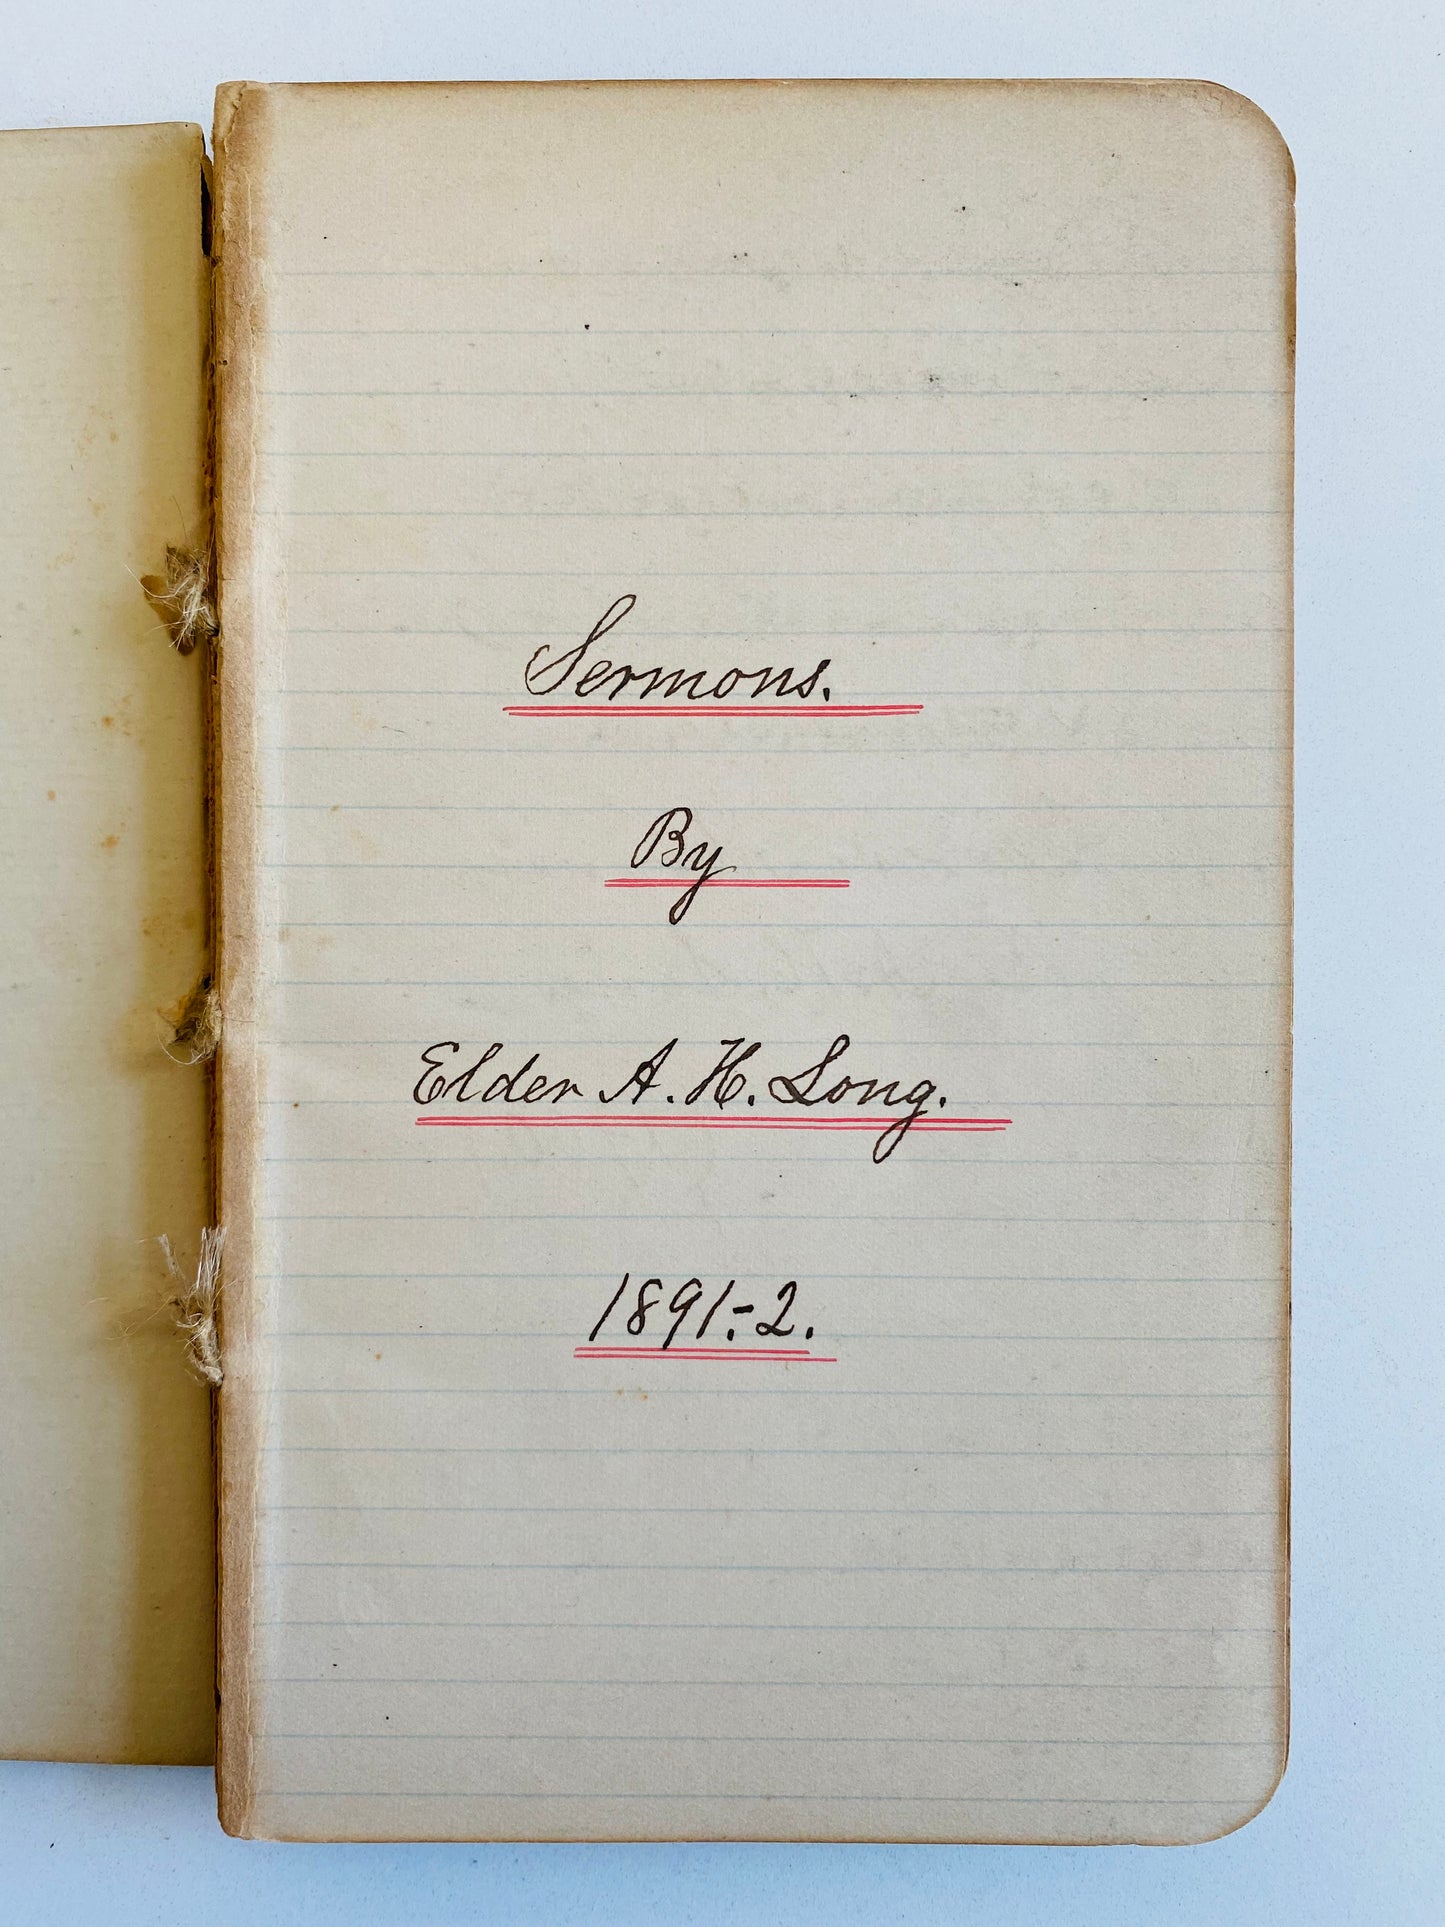 Sermons.
By
Elder A. H. Long.
1891.-2.